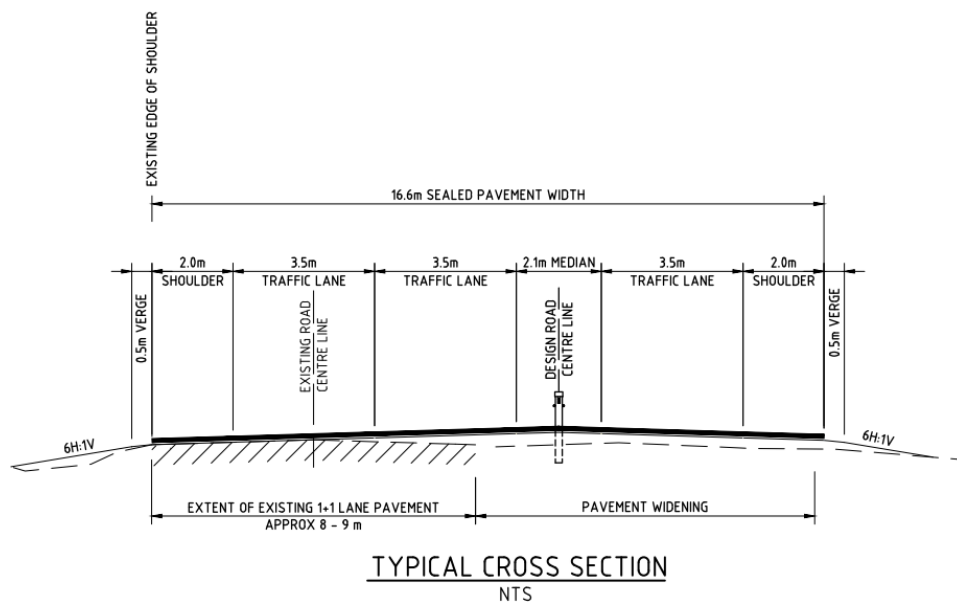 EXISTING EDGE OF SHOULDER
16.6m SEALED PAVEMENT WIDTH
2.0m
SHOULDER
3.5m
TRAFFIC LANE
3.5m
TRAFFIC LANE
2.1m MEDIAN
3.5m
TRAFFIC LANE
2.0m
SHOULDER
0.5m VERGE
EXISTING ROAD
CENTRE LINE
DESIGN ROAD
CENTRE LINE
0.5m VERGE
6H:1V
6H:1V
EXTENT OF EXISTING 1+1 LANE PAVEMENT
APPROX 8 - 9 m
PAVEMENT WIDENING
TYPICAL CROSS SECTION
NTS